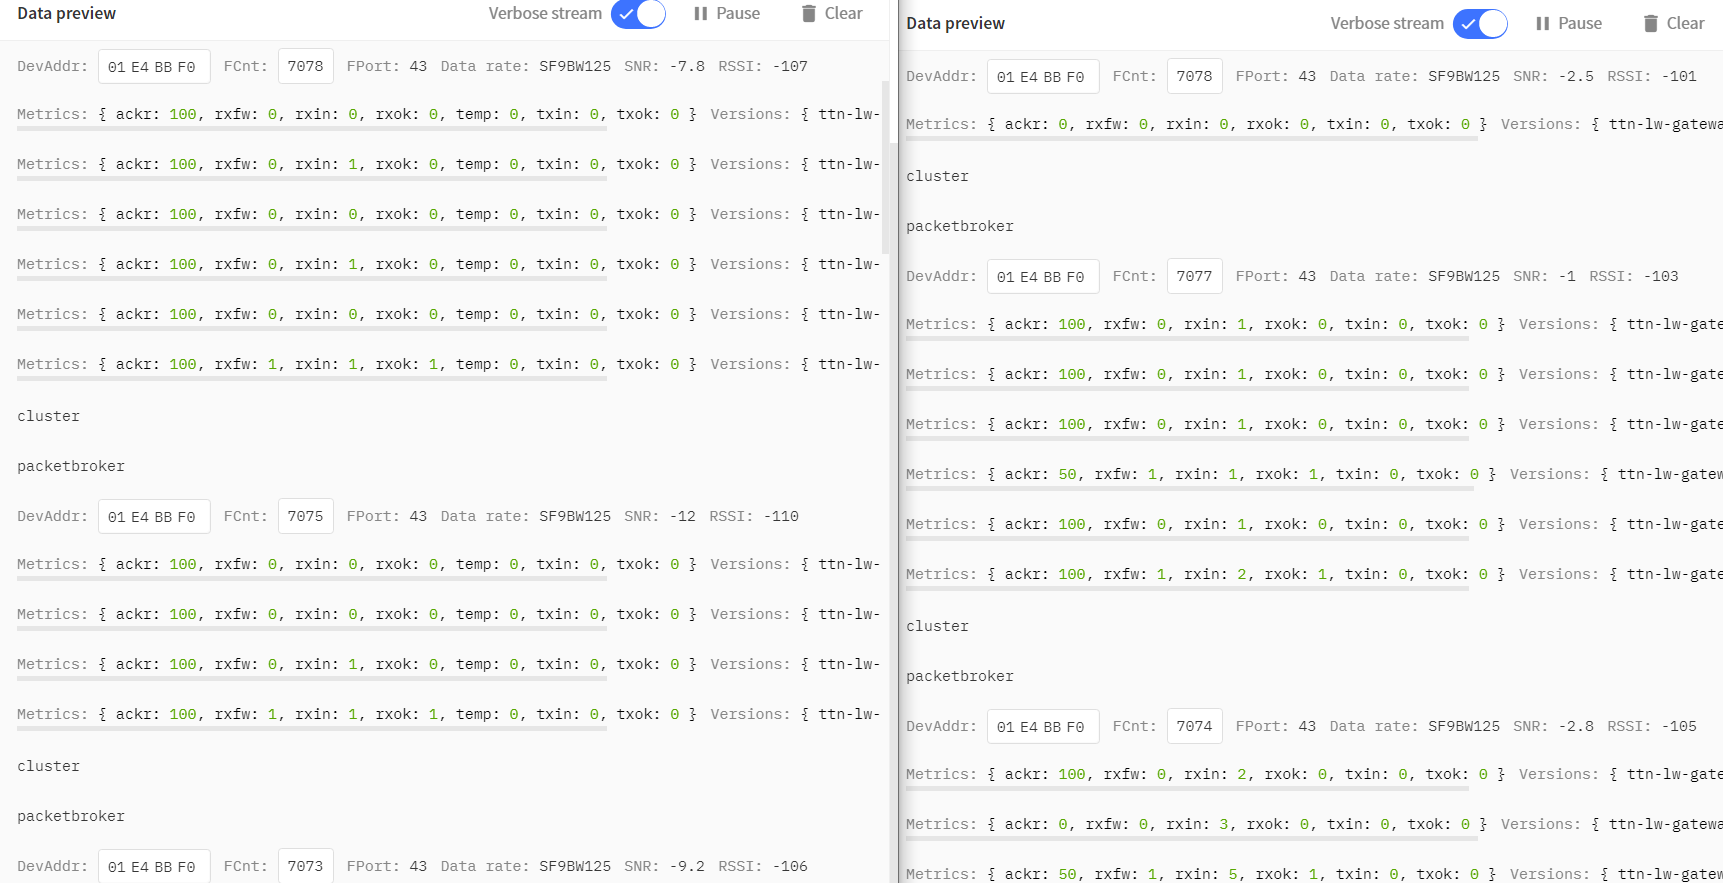 Data preview Verbose stream Pause Clear
DevAddr: 01 E4 BB F0 FCnt: 7078 FPort: 43 Data rate: SF9BW125 SNR: -7.8 RSSI: -107
Metrics: { ackr: 100, rxfw: 0, rxin: 0, rxok: 0, temp: 0, txin: 0, txok: 0 } Versions: { ttn-lw-
Metrics: { ackr: 100, rxfw: 0, rxin: 1, rxok: 0, temp: 0, txin: 0, txok: 0 } Versions: { ttn-lw-
Metrics: { ackr: 100, rxfw: 0, rxin: 0, rxok: 0, temp: 0, txin: 0, txok: 0 } Versions: { ttn-lw-
Metrics: { ackr: 100, rxfw: 0, rxin: 1, rxok: 0, temp: 0, txin: 0, txok: 0 } Versions: { ttn-lw-
Metrics: { ackr: 100, rxfw: 0, rxin: 0, rxok: 0, temp: 0, txin: 0, txok: 0 } Versions: { ttn-lw-
Metrics: { ackr: 100, rxfw: 1, rxin: 1, rxok: 1, temp: 0, txin: 0, txok: 0 } Versions: { ttn-lw-
cluster
packetbroker
DevAddr: 01 E4 BB F0 FCnt: 7075 FPort: 43 Data rate: SF9BW125 SNR: -12 RSSI: -110
Metrics: { ackr: 100, rxfw: 0, rxin: 0, rxok: 0, temp: 0, txin: 0, txok: 0 } Versions: { ttn-lw-
Metrics: { ackr: 100, rxfw: 0, rxin: 0, rxok: 0, temp: 0, txin: 0, txok: 0 } Versions: { ttn-lw-
Metrics: { ackr: 100, rxfw: 0, rxin: 1, rxok: 0, temp: 0, txin: 0, txok: 0 } Versions: { ttn-lw-
Metrics: { ackr: 100, rxfw: 1, rxin: 1, rxok: 1, temp: 0, txin: 0, txok: 0 } Versions: { ttn-lw-
cluster
packetbroker
DevAddr: 01 E4 BB F0 FCnt: 7073 FPort: 43 Data rate: SF9BW125 SNR: -9.2 RSSI: -106
Data preview Verbose stream Pause Clear
DevAddr: 01 E4 BB F0 FCnt: 7078 FPort: 43 Data rate: SF9BW125 SNR: -2.5 RSSI: -101
Metrics: { ackr: 0, rxfw: 0, rxin: 0, rxok: 0, txin: 0, txok: 0 } Versions: { ttn-lw-gatewa
cluster
packetbroker
DevAddr: 01 E4 BB F0 FCnt: 7077 FPort: 43 Data rate: SF9BW125 SNR: -1 RSSI: -103
Metrics: { ackr: 100, rxfw: 0, rxin: 1, rxok: 0, txin: 0, txok: 0 } Versions: { ttn-lw-gate
Metrics: { ackr: 100, rxfw: 0, rxin: 1, rxok: 0, txin: 0, txok: 0 } Versions: { ttn-lw-gate
Metrics: { ackr: 100, rxfw: 0, rxin: 1, rxok: 0, txin: 0, txok: 0 } Versions: { ttn-lw-gate
Metrics: { ackr: 50, rxfw: 1, rxin: 1, rxok: 1, txin: 0, txok: 0 } Versions: { ttn-lw-gatew
Metrics: { ackr: 100, rxfw: 0, rxin: 1, rxok: 0, txin: 0, txok: 0 } Versions: { ttn-lw-gate
Metrics: { ackr: 100, rxfw: 1, rxin: 2, rxok: 1, txin: 0, txok: 0 } Versions: { ttn-lw-gate
cluster
packetbroker
DevAddr: 01 E4 BB F0 FCnt: 7074 FPort: 43 Data rate: SF9BW125 SNR: -2.8 RSSI: -105
Metrics: { ackr: 100, rxfw: 0, rxin: 2, rxok: 0, txin: 0, txok: 0 } Versions: { ttn-lw-gate
Metrics: { ackr: 0, rxfw: 0, rxin: 3, rxok: 0, txin: 0, txok: 0 } Versions: { ttn-lw-gatewa
Metrics: { ackr: 50, rxfw: 1, rxin: 5, rxok: 1, txin: 0, txok: 0 } Versions: { ttn-lw-gatew